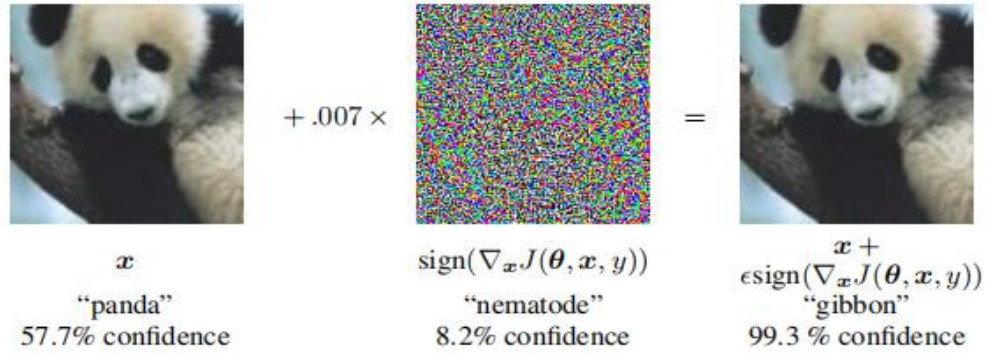 + .007 ×
=
x
“panda”
57.7% confidence
sign(∇ₓJ(θ, x, y))
“nematode”
8.2% confidence
x +
ϵsign(∇ₓJ(θ, x, y))
“gibbon”
99.3 % confidence